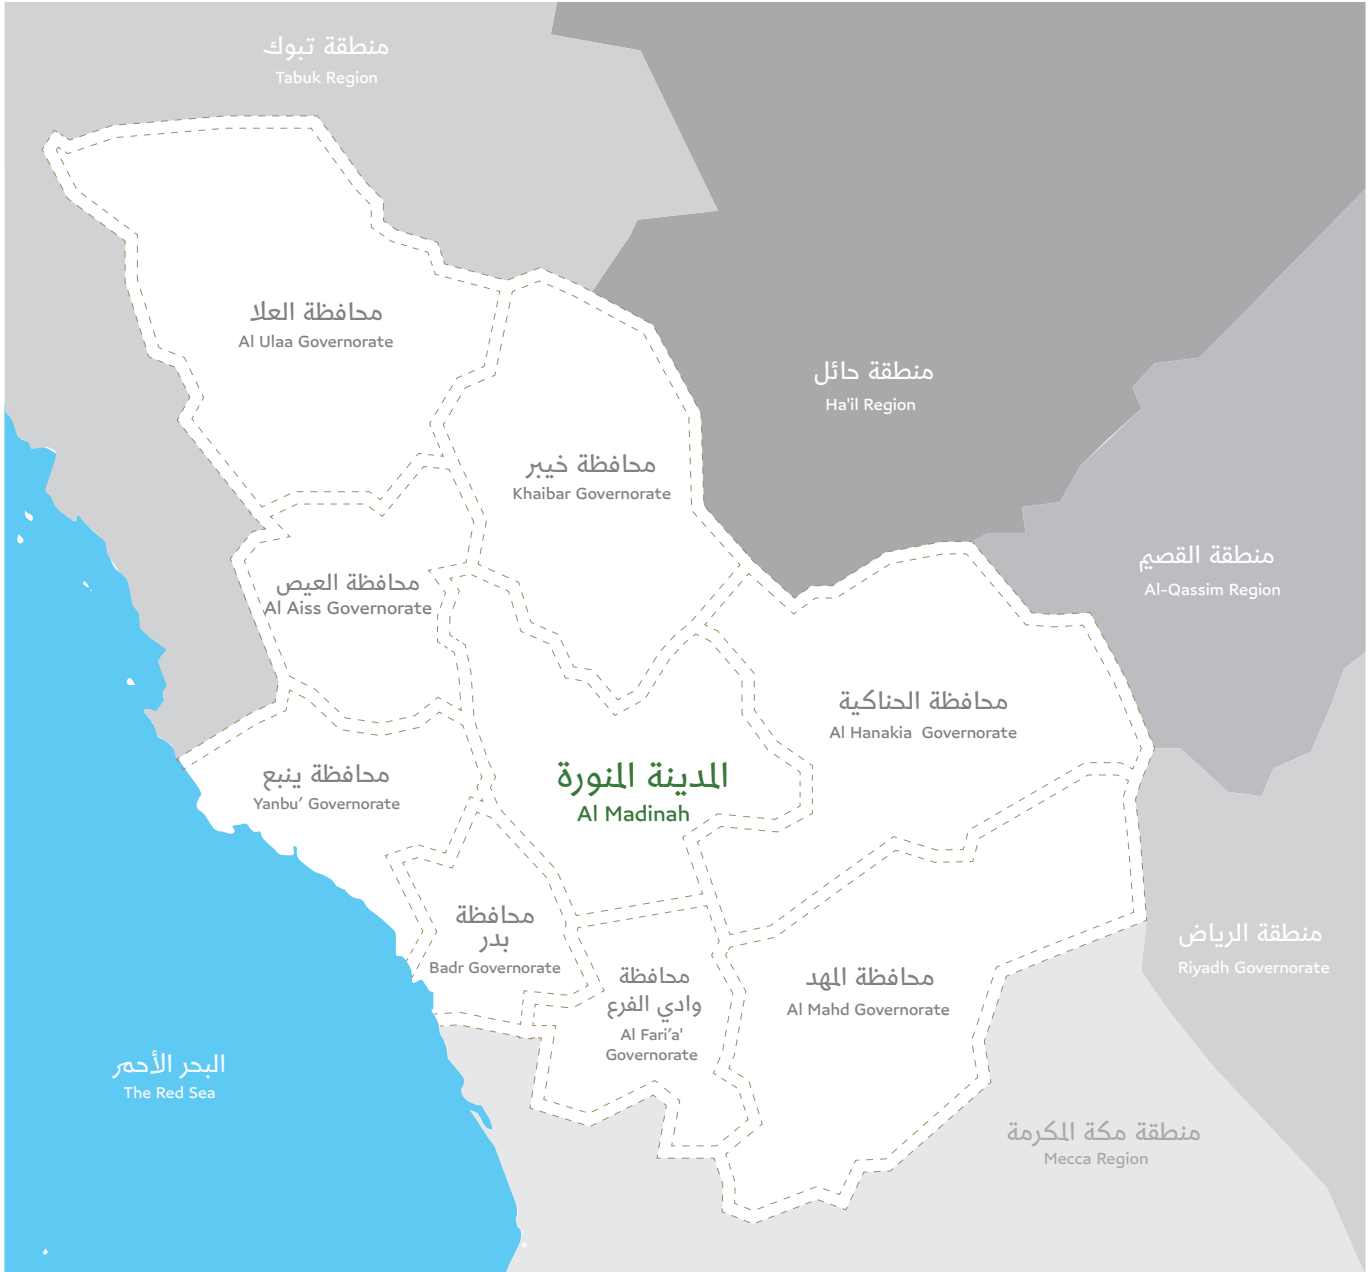 منطقة تبوك
Tabuk Region
محافظة العلا
Al Ulaa Governorate
منطقة حائل
Ha'il Region
محافظة خيبر
Khaibar Governorate
منطقة القصيم
Al-Qassim Region
محافظة العيص
Al Aiss Governorate
محافظة الحناكية
Al Hanakia Governorate
محافظة ينبع
Yanbu’ Governorate
المدينة المنورة
Al Madinah
محافظة
بدر
Badr Governorate
منطقة الرياض
Riyadh Governorate
محافظة
وادي الفرع
Al Fari’a'
Governorate
محافظة المهد
Al Mahd Governorate
البحر الأحمر
The Red Sea
منطقة مكة المكرمة
Mecca Region